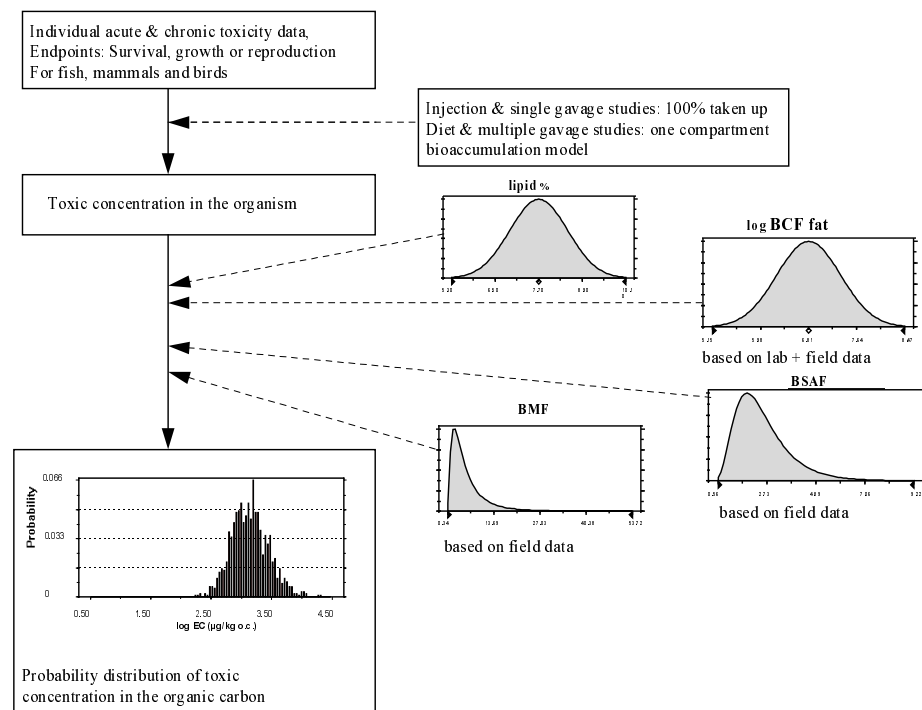 Individual acute & chronic toxicity data,
Endpoints: Survival, growth or reproduction
For fish, mammals and birds
Injection & single gavage studies: 100% taken up
Diet & multiple gavage studies: one compartment
bioaccumulation model
Toxic concentration in the organism
lipid %
log BCF fat
based on lab + field data
BSAF
BMF
based on field data
based on field data
Probability
0.066
0.033
0
0.50
1.50
2.50
3.50
4.50
log EC (µg/kg o.c.)
Probability distribution of toxic
concentration in the organic carbon